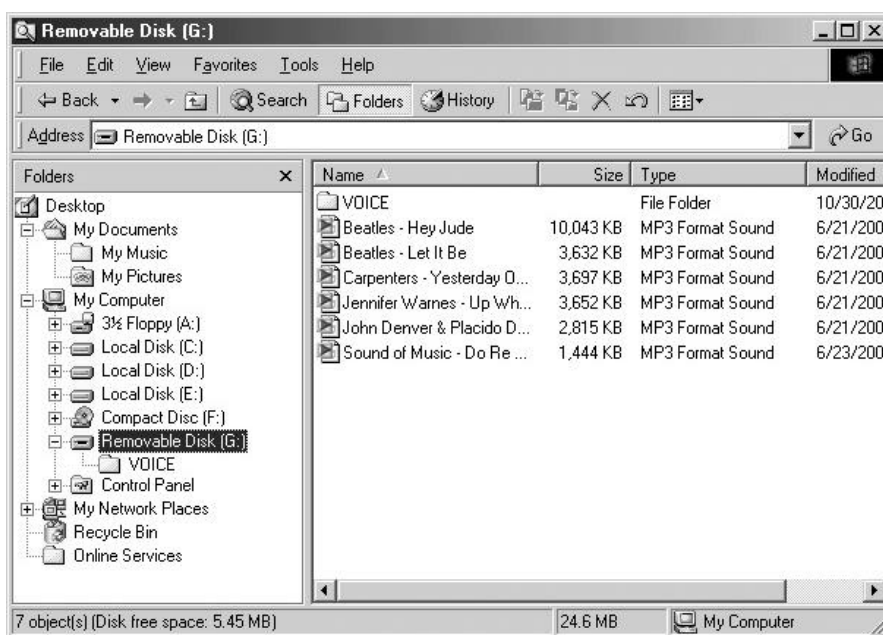 Removable Disk (G:)
File Edit View Favorites Tools Help
Back Search Folders History
Address Removable Disk (G:) Go
Folders
Desktop
My Documents
My Music
My Pictures
My Computer
3½ Floppy (A:)
Local Disk (C:)
Local Disk (D:)
Local Disk (E:)
Compact Disc (F:)
Removable Disk (G:)
VOICE
Control Panel
My Network Places
Recycle Bin
Online Services
Name Size Type Modified
VOICE File Folder 10/30/20
Beatles - Hey Jude 10,043 KB MP3 Format Sound 6/21/200
Beatles - Let It Be 3,632 KB MP3 Format Sound 6/21/200
Carpenters - Yesterday O... 3,697 KB MP3 Format Sound 6/21/200
Jennifer Warnes - Up Wh... 3,652 KB MP3 Format Sound 6/21/200
John Denver & Placido D... 2,815 KB MP3 Format Sound 6/21/200
Sound of Music - Do Re ... 1,444 KB MP3 Format Sound 6/23/200
7 object(s) (Disk free space: 5.45 MB) 24.6 MB My Computer